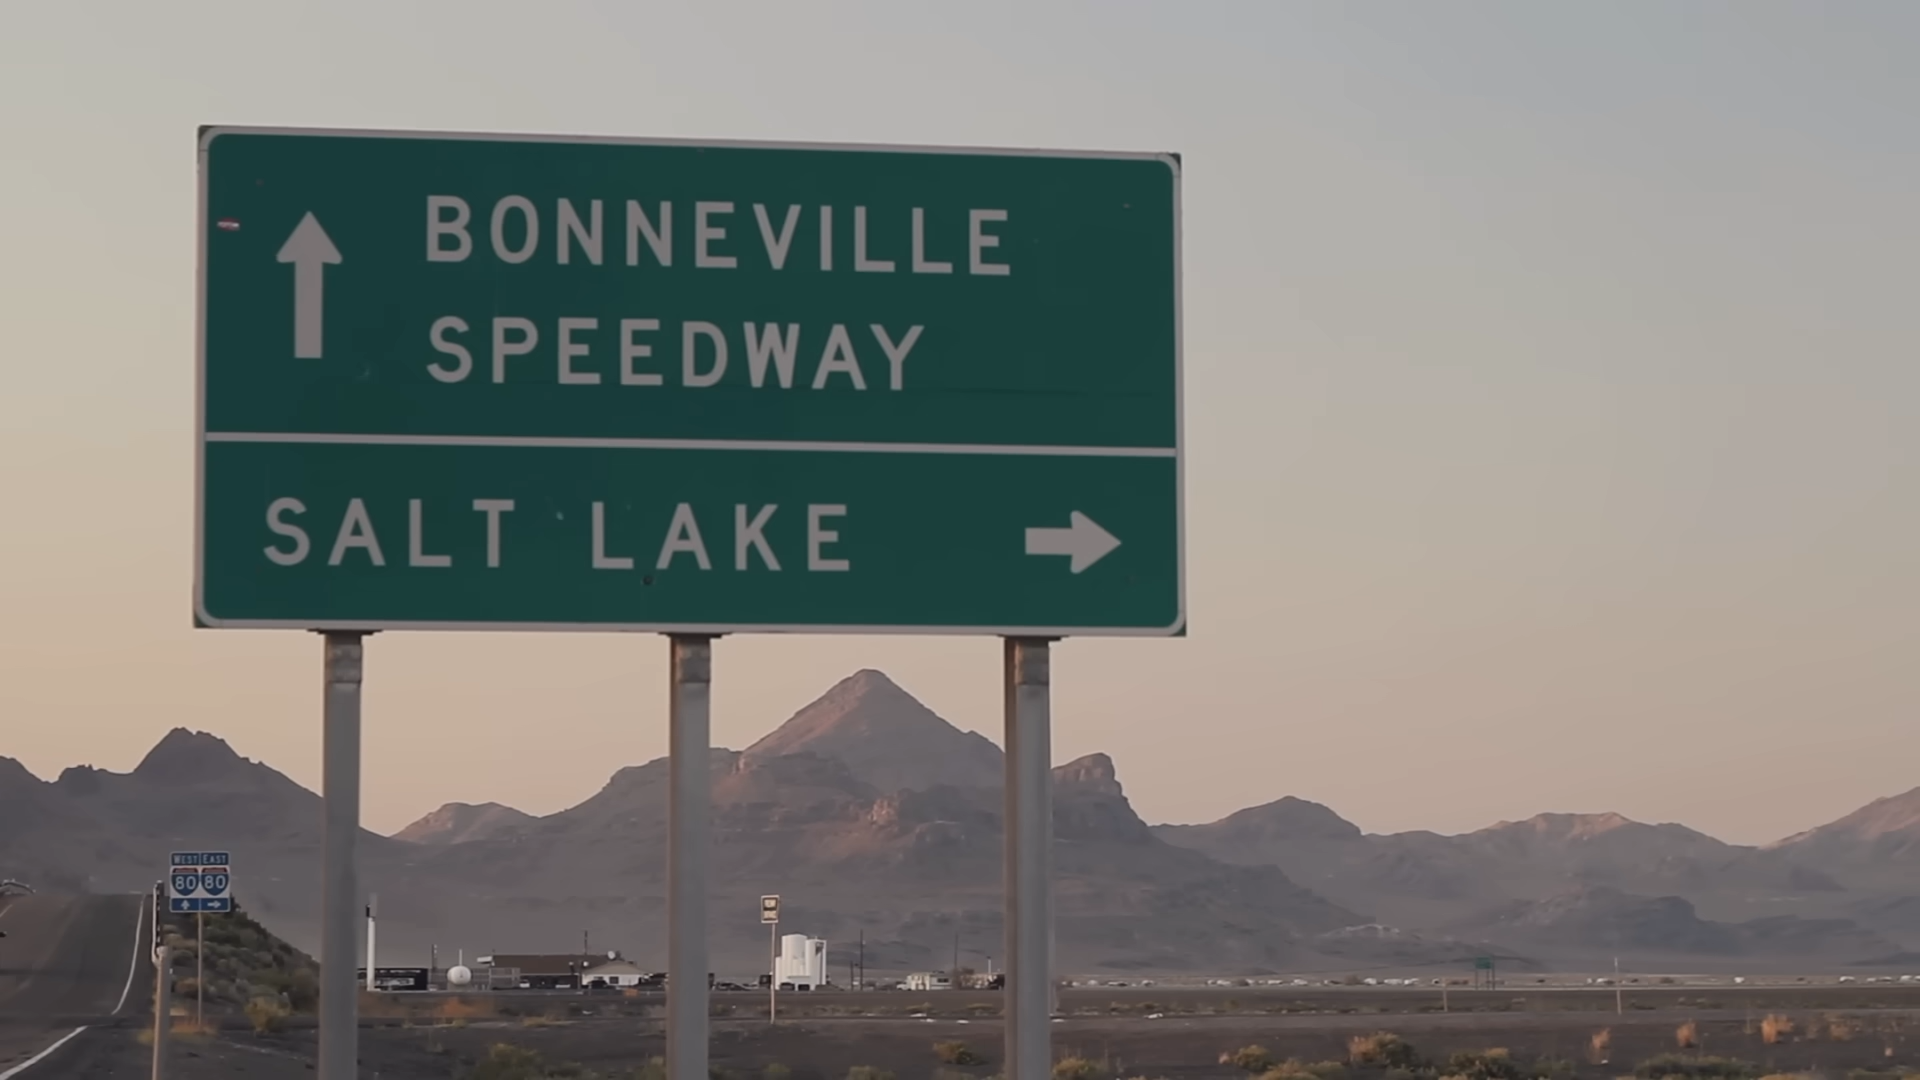 BONNEVILLE
SPEEDWAY
SALT LAKE
WEST EAST
80 80